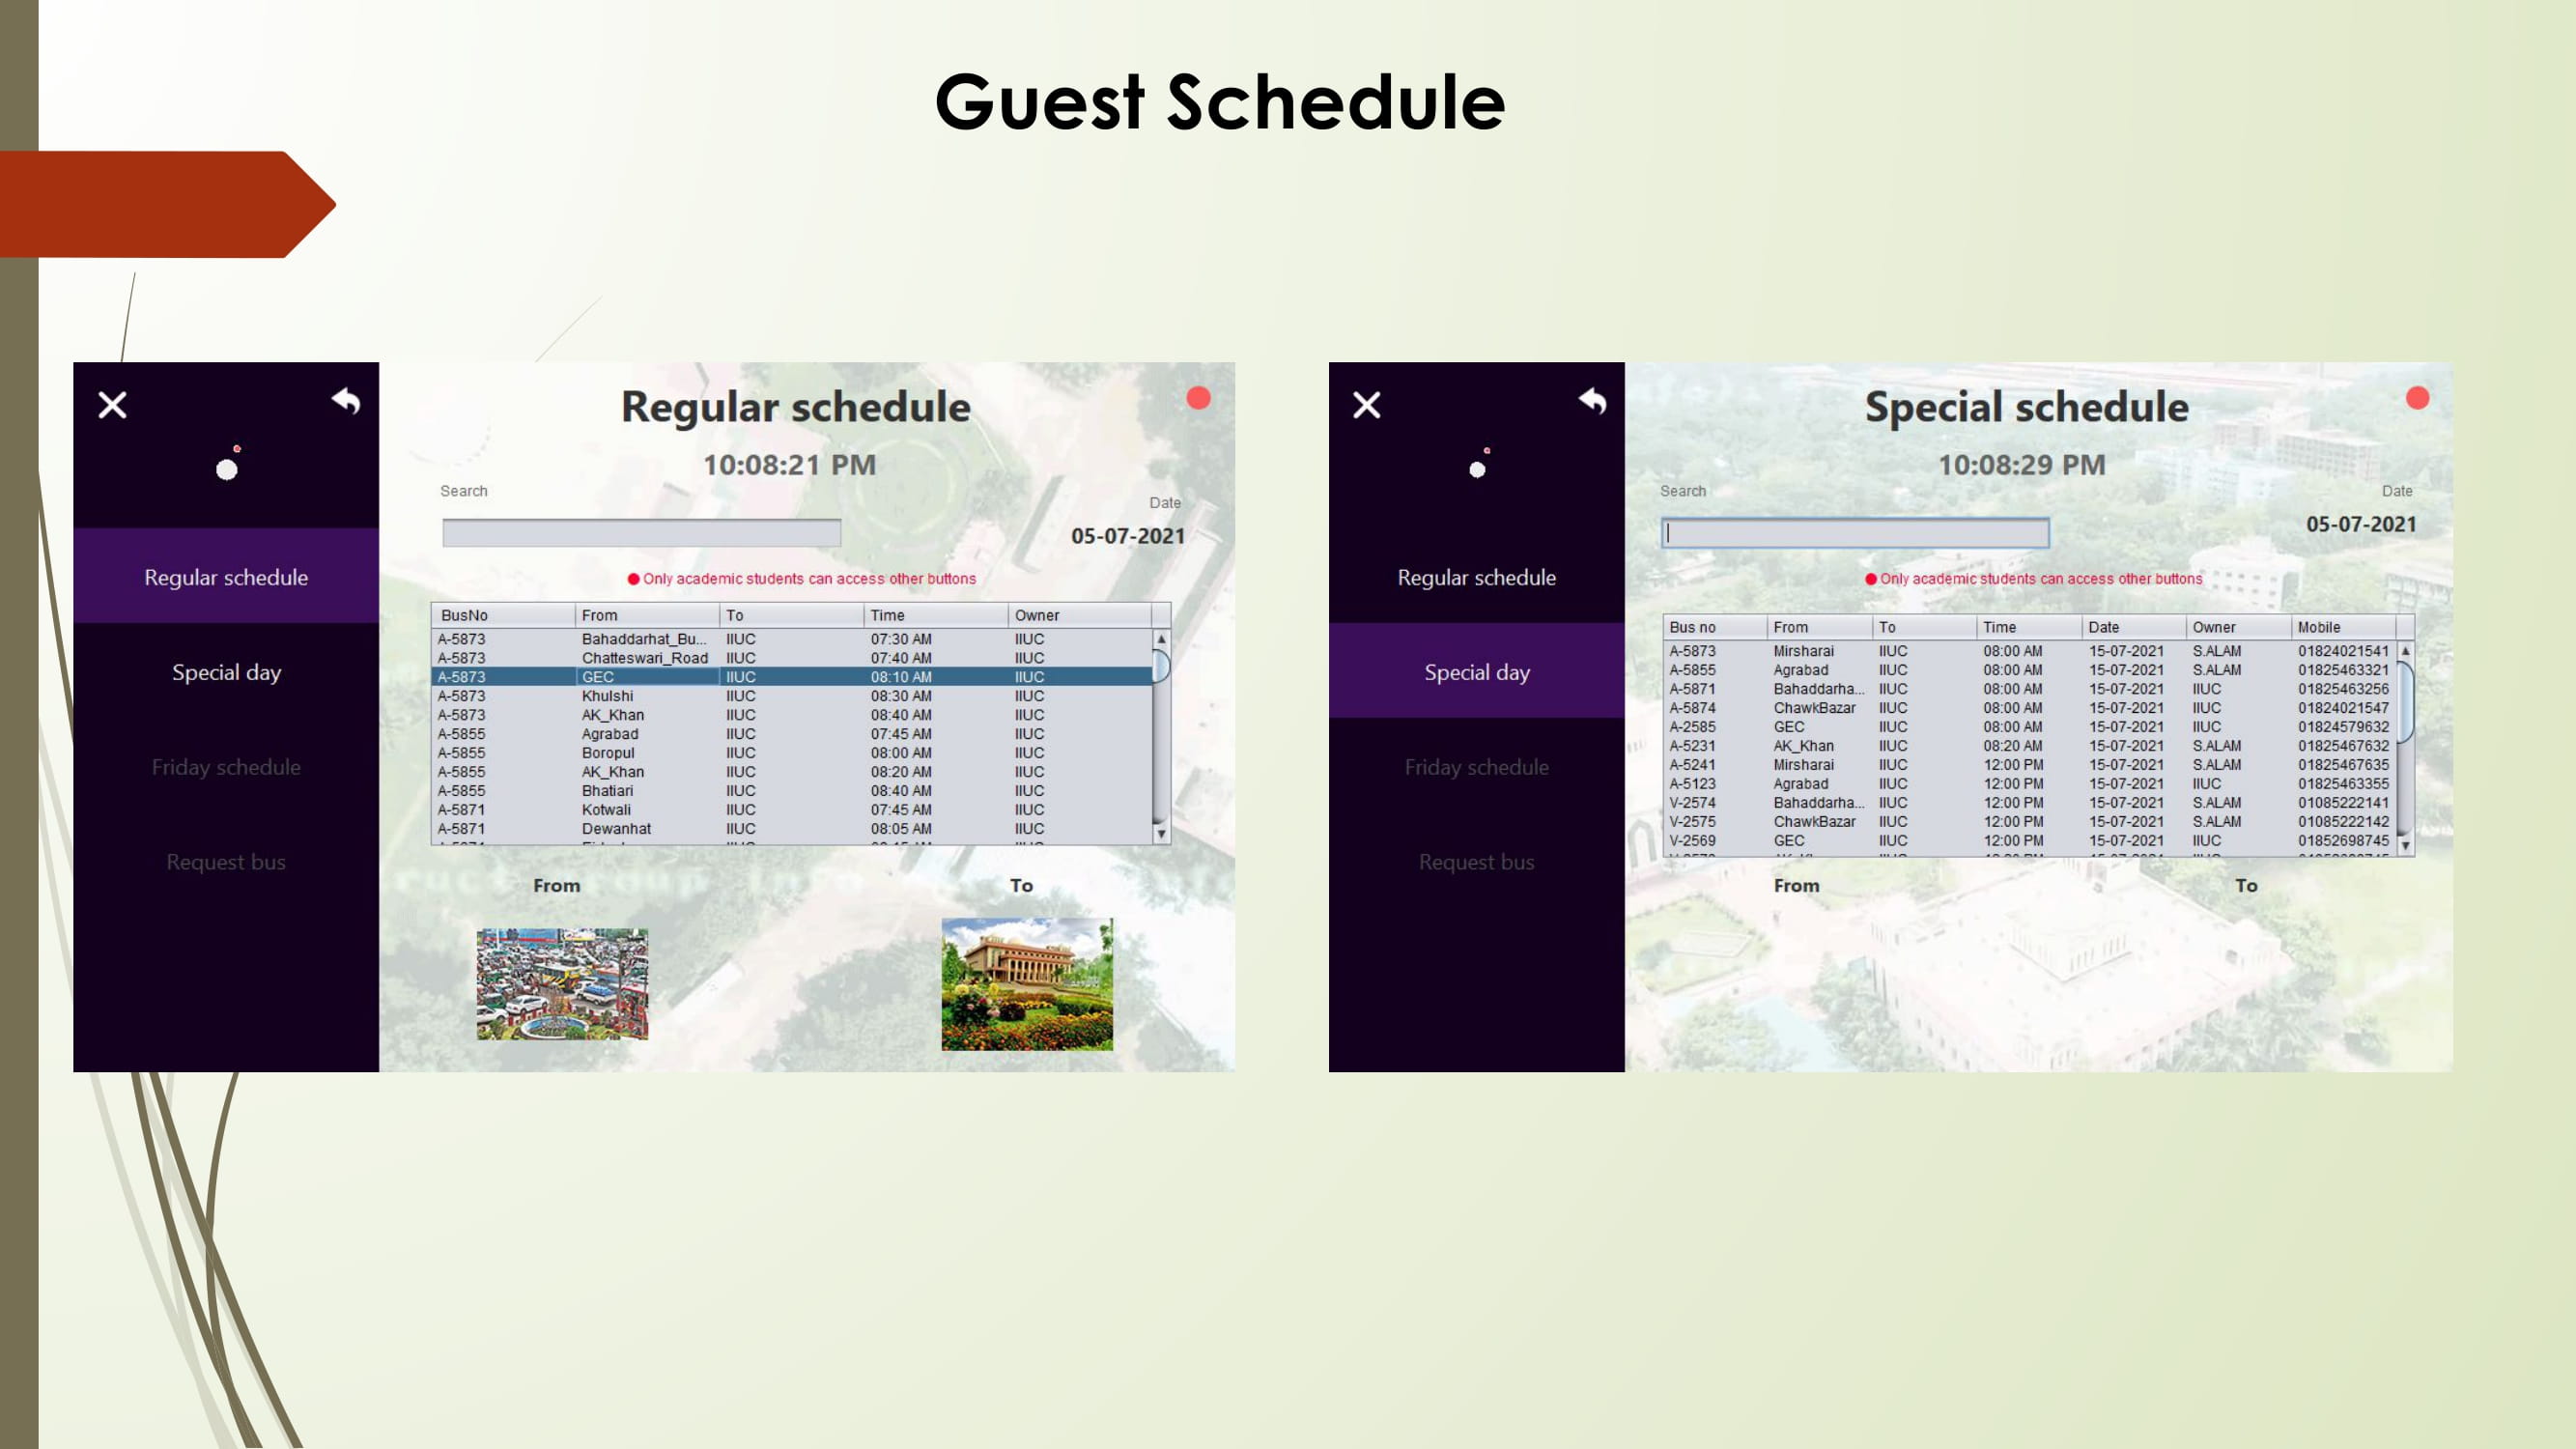 Guest Schedule
Regular schedule
Special day
Friday schedule
Request bus
Regular schedule
10:08:21 PM
Search
Date
05-07-2021
Only academic students can access other buttons
BusNo From To Time Owner
A-5873 Bahaddarhat_Bu... IIUC 07:30 AM IIUC
A-5873 Chatteswari_Road IIUC 07:40 AM IIUC
A-5873 GEC IIUC 08:10 AM IIUC
A-5873 Khulshi IIUC 08:30 AM IIUC
A-5873 AK_Khan IIUC 08:40 AM IIUC
A-5855 Agrabad IIUC 07:45 AM IIUC
A-5855 Boropul IIUC 08:00 AM IIUC
A-5855 AK_Khan IIUC 08:20 AM IIUC
A-5855 Bhatiari IIUC 08:40 AM IIUC
A-5871 Kotwali IIUC 07:45 AM IIUC
A-5871 Dewanhat IIUC 08:05 AM IIUC
From To
Regular schedule
Special day
Friday schedule
Request bus
Special schedule
10:08:29 PM
Search
Date
05-07-2021
Only academic students can access other buttons
Bus no From To Time Date Owner Mobile
A-5873 Mirsharai IIUC 08:00 AM 15-07-2021 S.ALAM 01824021541
A-5855 Agrabad IIUC 08:00 AM 15-07-2021 S.ALAM 01825463321
A-5871 Bahaddarha... IIUC 08:00 AM 15-07-2021 IIUC 01825463256
A-5874 ChawkBazar IIUC 08:00 AM 15-07-2021 IIUC 01824021547
A-2585 GEC IIUC 08:00 AM 15-07-2021 IIUC 01824579632
A-5231 AK_Khan IIUC 08:20 AM 15-07-2021 S.ALAM 01825467632
A-5241 Mirsharai IIUC 12:00 PM 15-07-2021 S.ALAM 01825467635
A-5123 Agrabad IIUC 12:00 PM 15-07-2021 IIUC 01825463355
V-2574 Bahaddarha... IIUC 12:00 PM 15-07-2021 S.ALAM 01085222141
V-2575 ChawkBazar IIUC 12:00 PM 15-07-2021 S.ALAM 01085222142
V-2569 GEC IIUC 12:00 PM 15-07-2021 IIUC 01852698745
From To